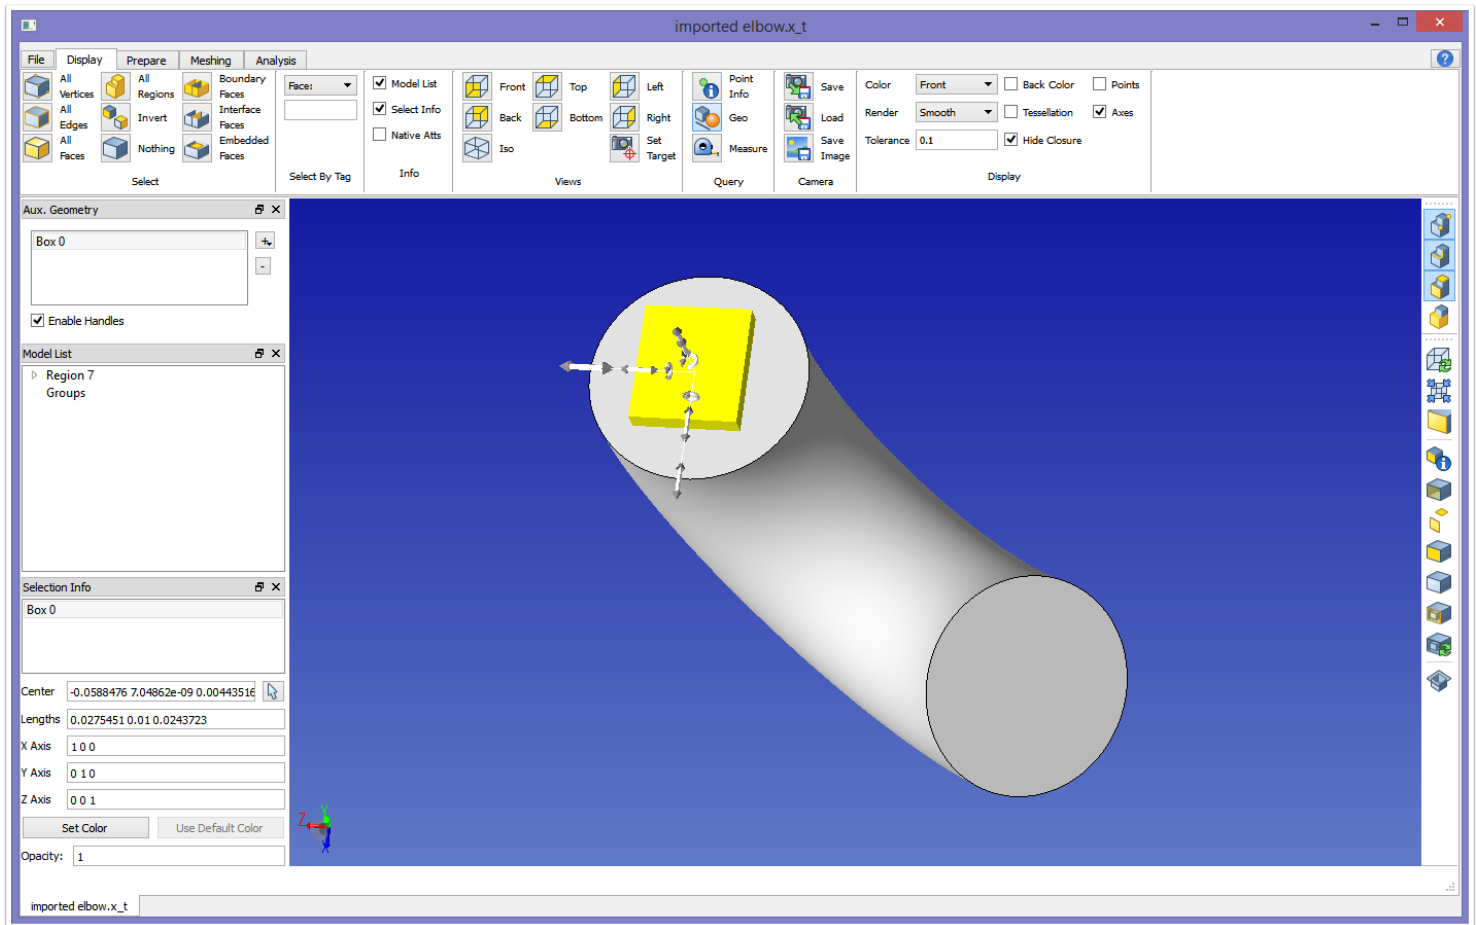 imported elbow.x_t
File Display Prepare Meshing Analysis
All Vertices
All Edges
All Faces
All Regions
Invert
Nothing
Boundary Faces
Interface Faces
Embedded Faces
Select
Face:
Select By Tag
Model List
Select Info
Native Atts
Info
Front
Back
Iso
Top
Bottom
Left
Right
Set Target
Views
Point Info
Geo
Measure
Query
Save
Load
Save Image
Camera
Color Front Back Color Points
Render Smooth Tessellation Axes
Tolerance 0.1 Hide Closure
Display
Aux. Geometry
Box 0
+
-
Enable Handles
Model List
Region 7
Groups
Selection Info
Box 0
Center -0.0588476 7.04862e-09 0.00443516
Lengths 0.0275451 0.01 0.0243723
X Axis 1 0 0
Y Axis 0 1 0
Z Axis 0 0 1
Set Color Use Default Color
Opacity: 1
Y
Z
X
imported elbow.x_t